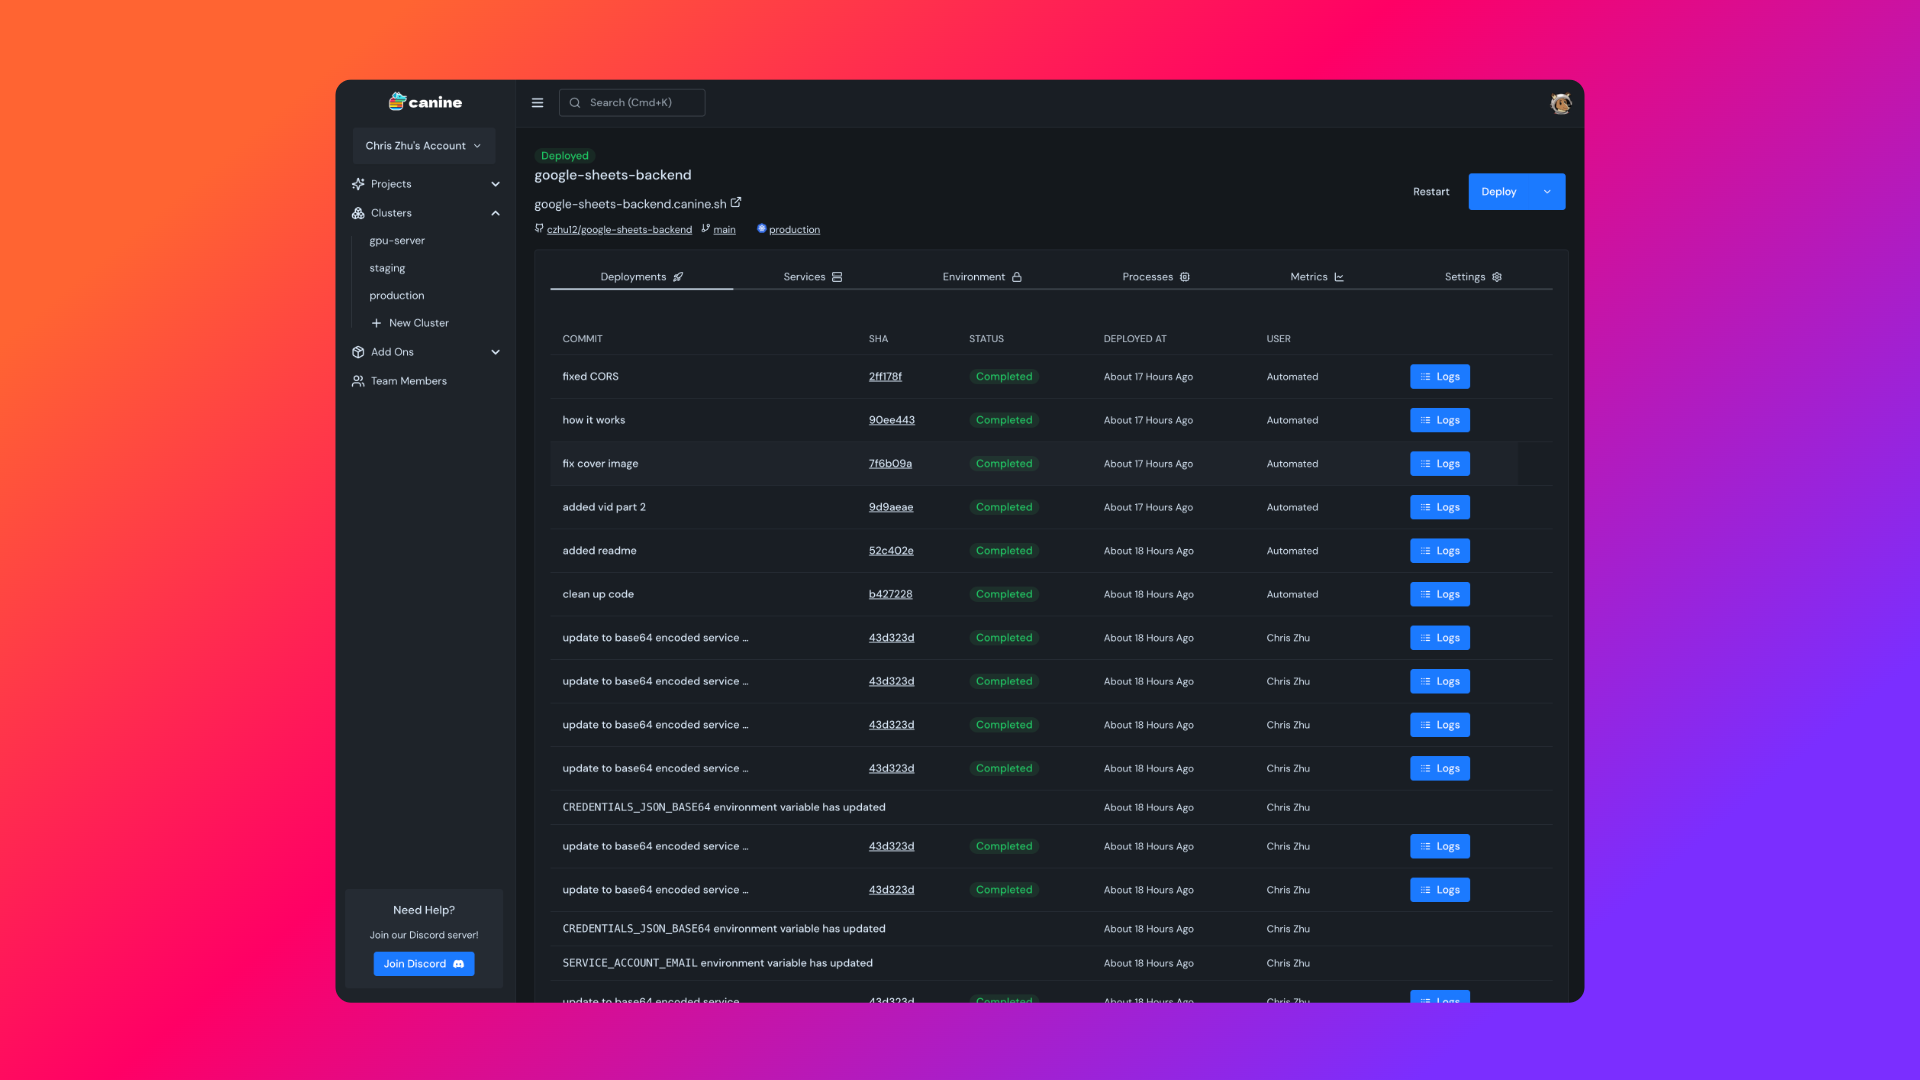 canine
Search (Cmd+K)
Chris Zhu's Account
Projects
Clusters
gpu-server
staging
production
New Cluster
Add Ons
Team Members
Need Help?
Join our Discord server!
Join Discord
Deployed
google-sheets-backend
google-sheets-backend.canine.sh
czhu12/google-sheets-backend main production
Restart Deploy
Deployments Services Environment Processes Metrics Settings
COMMIT SHA STATUS DEPLOYED AT USER
fixed CORS 2ff178f Completed About 17 Hours Ago Automated Logs
how it works 90ee443 Completed About 17 Hours Ago Automated Logs
fix cover image 7f6b09a Completed About 17 Hours Ago Automated Logs
added vid part 2 9d9aeae Completed About 17 Hours Ago Automated Logs
added readme 52c402e Completed About 18 Hours Ago Automated Logs
clean up code b427228 Completed About 18 Hours Ago Automated Logs
update to base64 encoded service ... 43d323d Completed About 18 Hours Ago Chris Zhu Logs
update to base64 encoded service ... 43d323d Completed About 18 Hours Ago Chris Zhu Logs
update to base64 encoded service ... 43d323d Completed About 18 Hours Ago Chris Zhu Logs
update to base64 encoded service ... 43d323d Completed About 18 Hours Ago Chris Zhu Logs
CREDENTIALS_JSON_BASE64 environment variable has updated About 18 Hours Ago Chris Zhu
update to base64 encoded service ... 43d323d Completed About 18 Hours Ago Chris Zhu Logs
update to base64 encoded service ... 43d323d Completed About 18 Hours Ago Chris Zhu Logs
CREDENTIALS_JSON_BASE64 environment variable has updated About 18 Hours Ago Chris Zhu
SERVICE_ACCOUNT_EMAIL environment variable has updated About 18 Hours Ago Chris Zhu
update to base64 encoded service ... 43d323d Completed About 18 Hours Ago Chris Zhu Logs